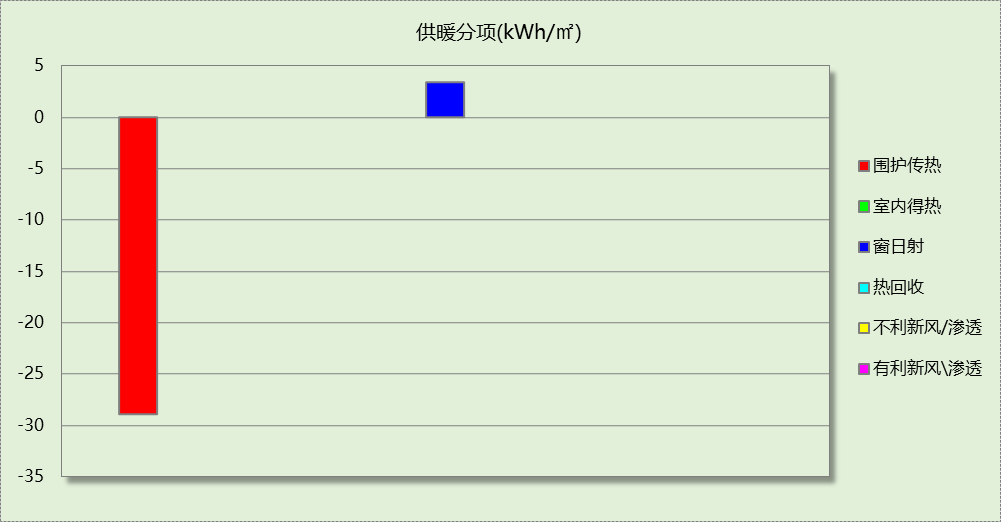 供暖分项(kWh/㎡)
5
0
-5
-10
-15
-20
-25
-30
-35
围护传热
室内得热
窗日射
热回收
不利新风/渗透
有利新风\渗透